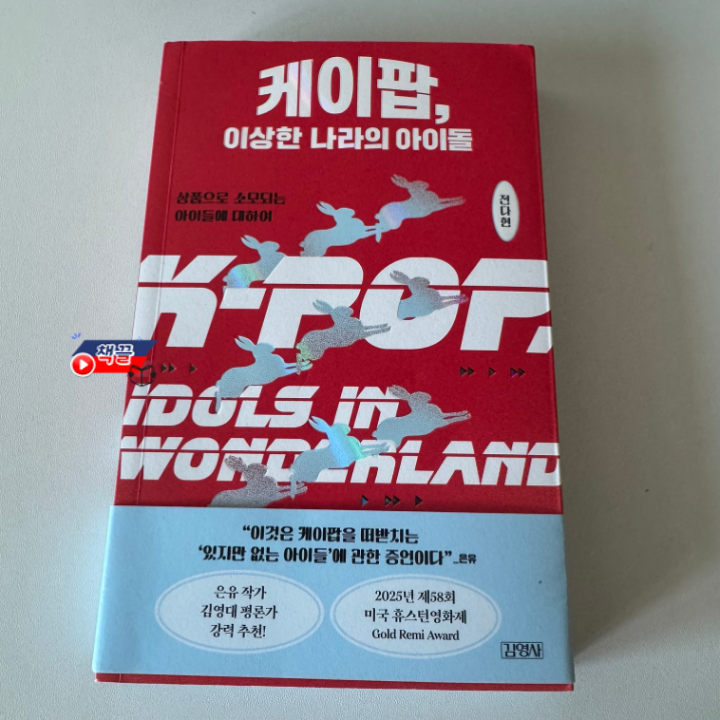 케이팝,
이상한 나라의 아이돌
상품으로 소모되는
아이들에 대하여
전다현
K-POP,
IDOLS IN
WONDERLAND
책끌
“이것은 케이팝을 떠받치는
‘있지만 없는 아이들’에 관한 증언이다”_은유
은유 작가
김영대 평론가
강력 추천!
2025년 제58회
미국 휴스턴영화제
Gold Remi Award
김영사